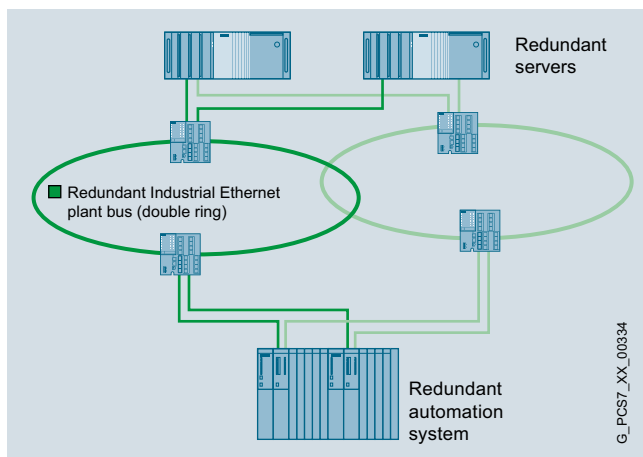 Redundant
servers
Redundant Industrial Ethernet
plant bus (double ring)
Redundant
automation
system
G_PCS7_XX_00334